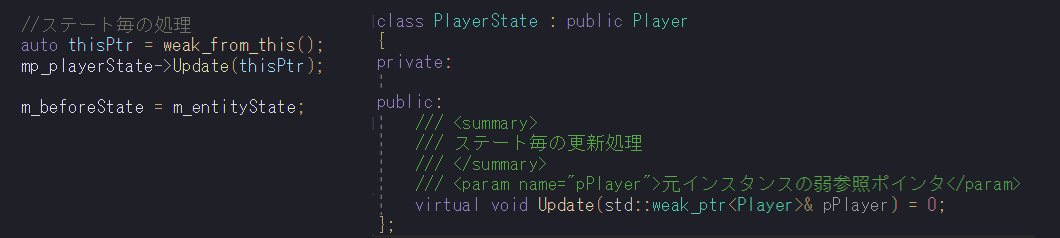 //ステート毎の処理
auto thisPtr = weak_from_this();
mp_playerState->Update(thisPtr);
m_beforeState = m_entityState;
class PlayerState : public Player
{
private:
public:
/// <summary>
/// ステート毎の更新処理
/// </summary>
/// <param name="pPlayer">元インスタンスの弱参照ポインタ</param>
virtual void Update(std::weak_ptr<Player>& pPlayer) = 0;
};